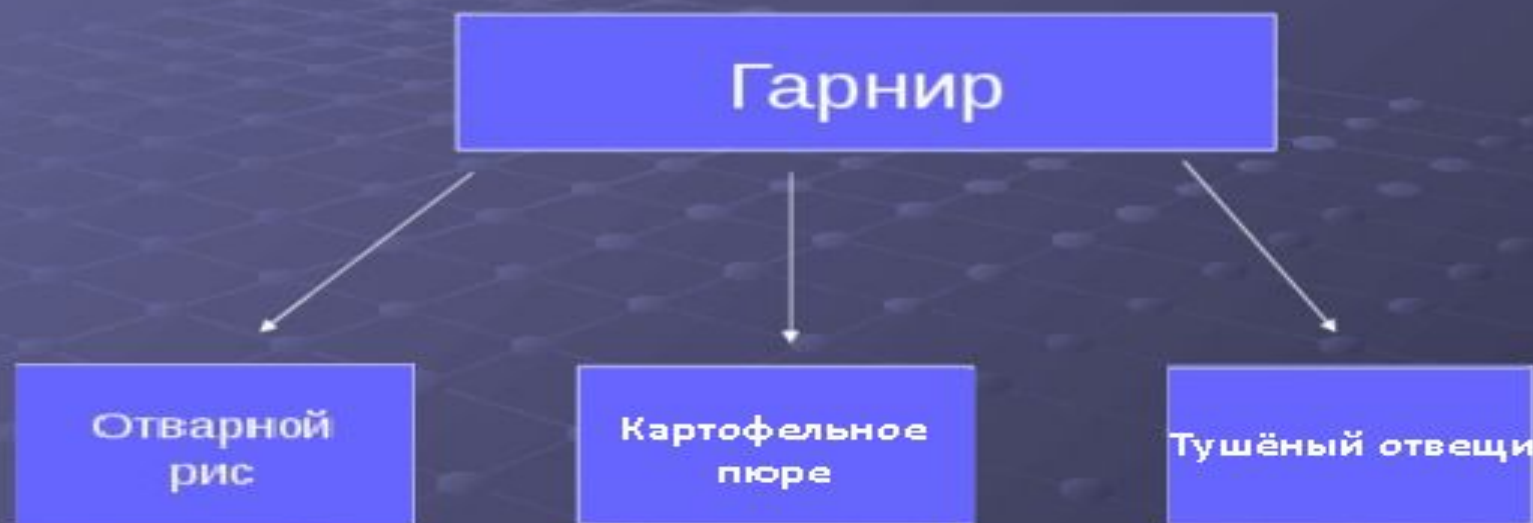 Гарнир
Отварной
рис
Картофельное
пюре
Тушёный отвещи